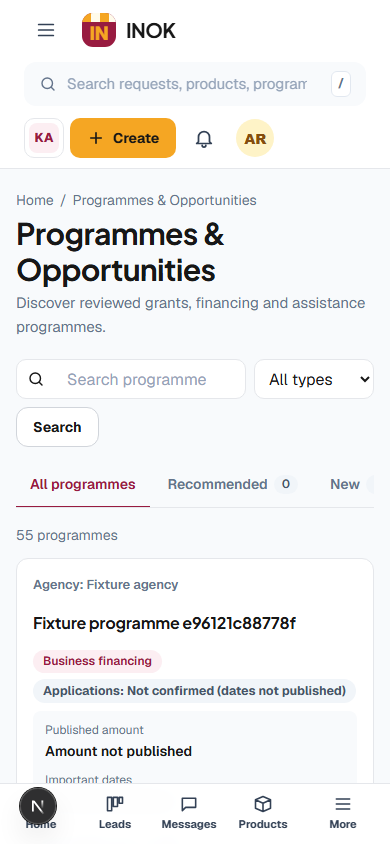 IN INOK
Search requests, products, program /
KA + Create AR
Home / Programmes & Opportunities
Programmes &
Opportunities
Discover reviewed grants, financing and assistance
programmes.
Search programme All types
Search
All programmes Recommended 0 New
55 programmes
Agency: Fixture agency
Fixture programme e96121c88778f
Business financing
Applications: Not confirmed (dates not published)
Published amount
Amount not published
Important dates
N
Home Leads Messages Products More